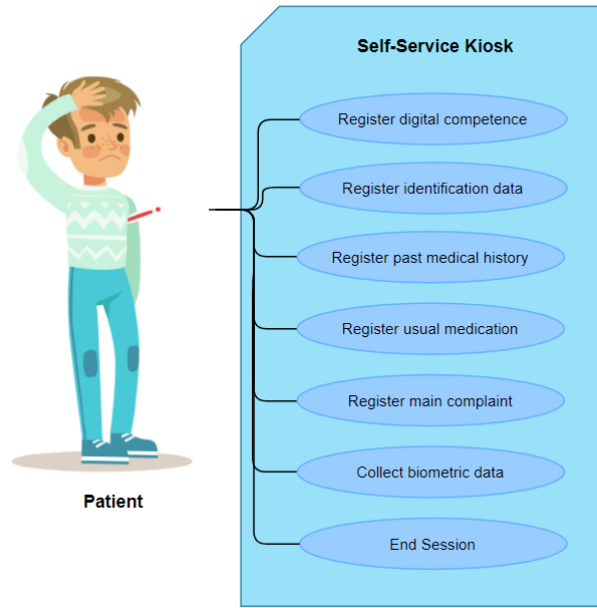 Self-Service Kiosk
Register digital competence
Register identification data
Register past medical history
Register usual medication
Register main complaint
Collect biometric data
End Session
Patient